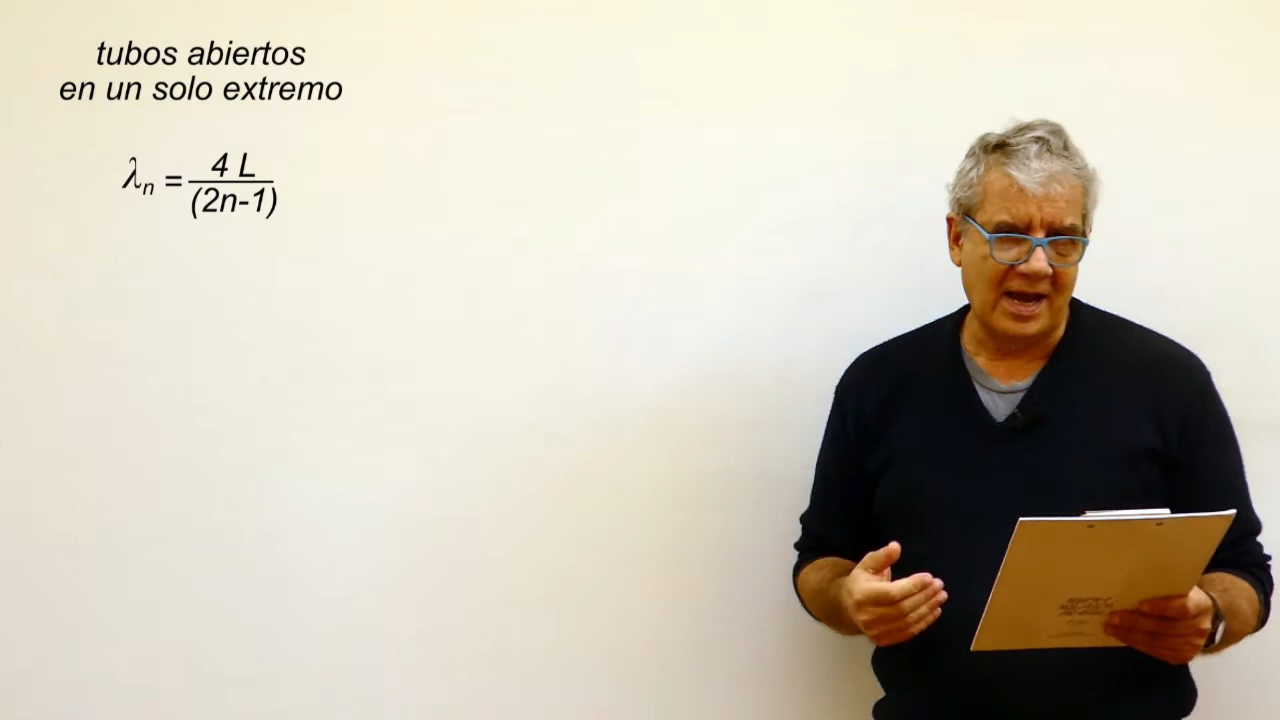 tubos abiertos
en un solo extremo
λn = 4 L
(2n-1)